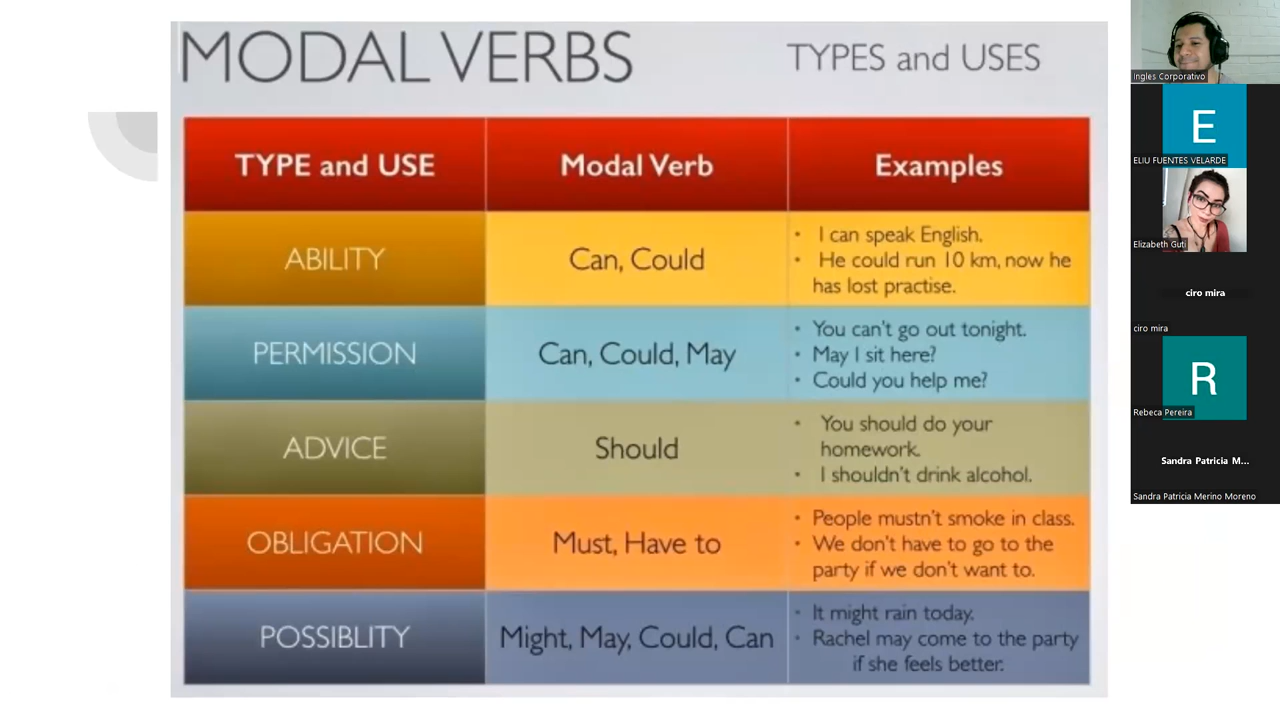 MODAL VERBS
TYPES and USES
TYPE and USE
Modal Verb
Examples
ABILITY
Can, Could
• I can speak English.
• He could run 10 km, now he
has lost practise.
PERMISSION
Can, Could, May
• You can't go out tonight.
• May I sit here?
• Could you help me?
ADVICE
Should
• You should do your
homework.
• I shouldn't drink alcohol.
OBLIGATION
Must, Have to
• People mustn't smoke in class.
• We don't have to go to the
party if we don't want to.
POSSIBLITY
Might, May, Could, Can
• It might rain today.
• Rachel may come to the party
if she feels better.
Ingles Corporativo
E
ELIU FUENTES VELARDE
Elizabeth Guti
ciro mira
ciro mira
R
Rebeca Pereira
Sandra Patricia M...
Sandra Patricia Merino Moreno